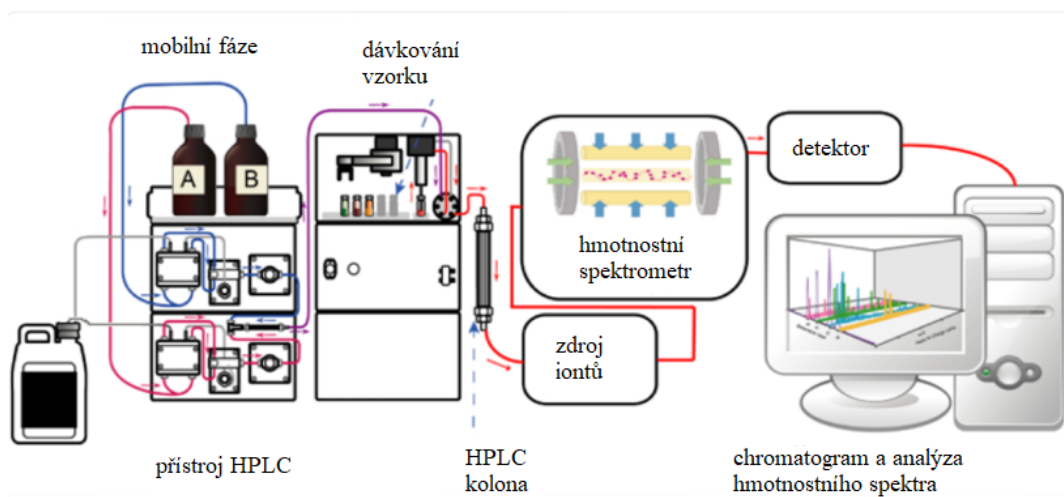 mobilní fáze
dávkování
vzorku
A
B
hmotnostní
spektrometr
detektor
zdroj
iontů
přístroj HPLC
HPLC
kolona
chromatogram a analýza
hmotnostního spektra